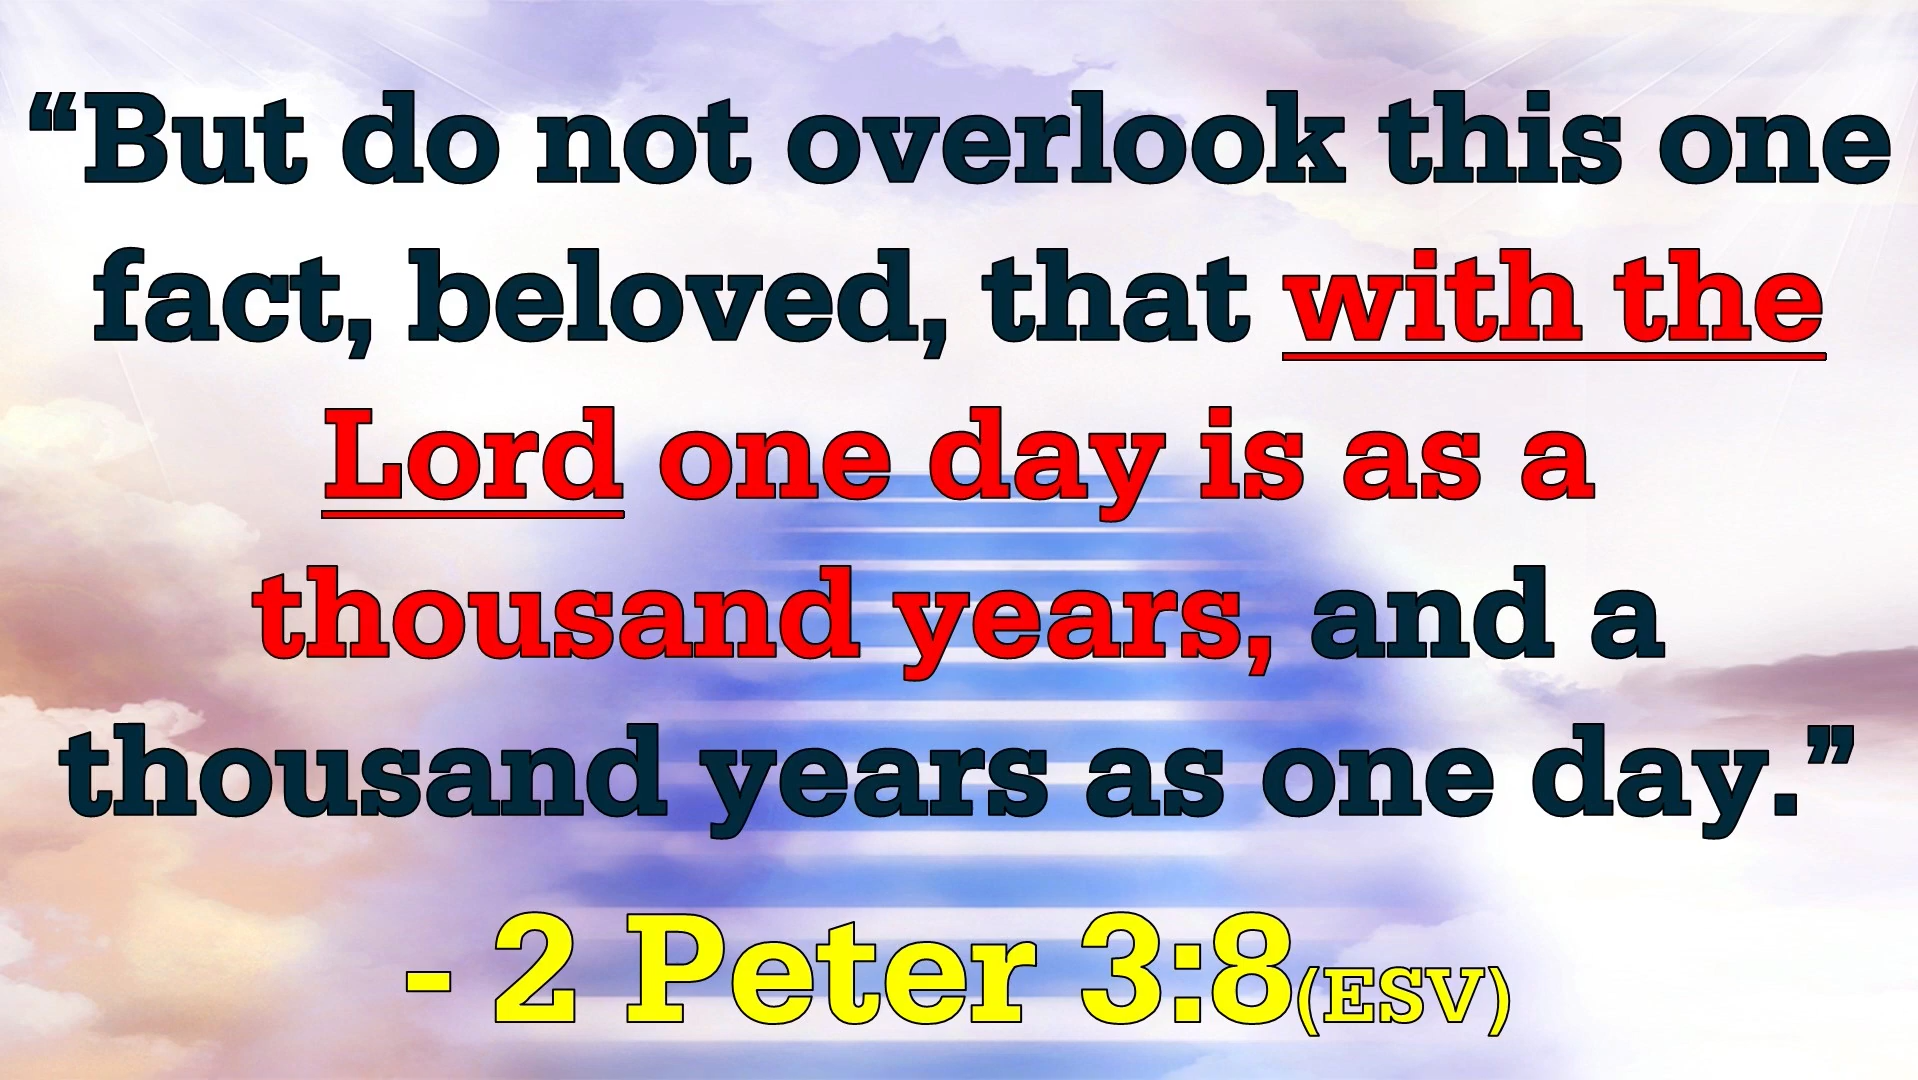 “But do not overlook this one
fact, beloved, that with the
Lord one day is as a
thousand years, and a
thousand years as one day.”
- 2 Peter 3:8(ESV)